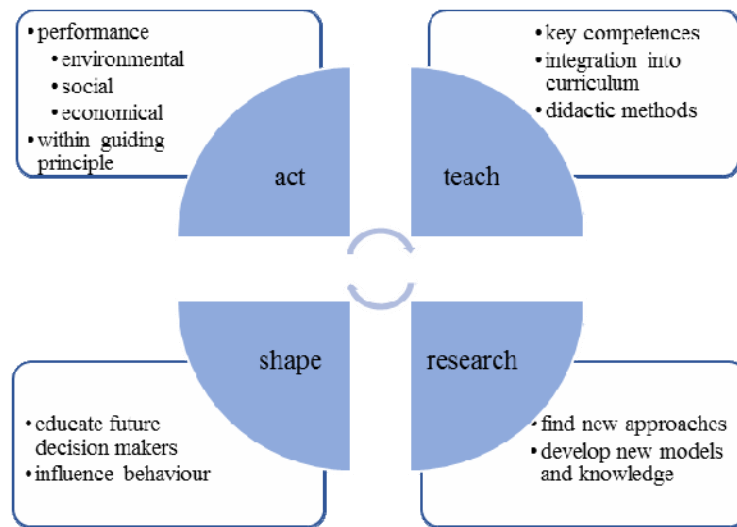 • performance
• environmental
• social
• economical
• within guiding
principle
act
• key competences
• integration into
curriculum
• didactic methods
teach
shape
• educate future
decision makers
• influence behaviour
research
• find new approaches
• develop new models
and knowledge